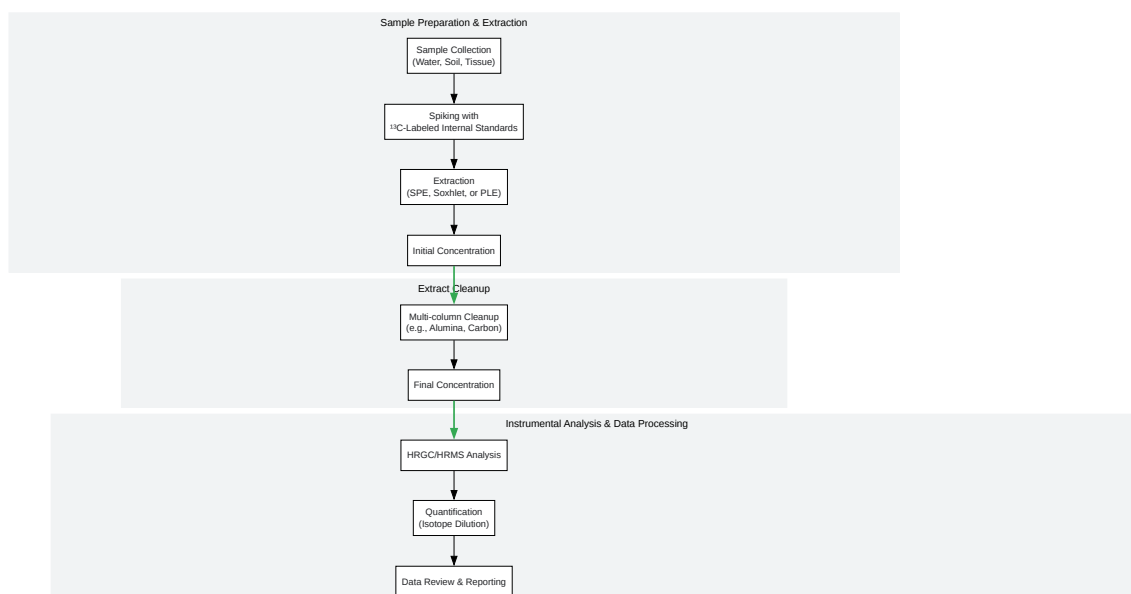 Sample Preparation & Extraction
Sample Collection
(Water, Soil, Tissue)
Spiking with
¹³C-Labeled Internal Standards
Extraction
(SPE, Soxhlet, or PLE)
Initial Concentration
Extract Cleanup
Multi-column Cleanup
(e.g., Alumina, Carbon)
Final Concentration
Instrumental Analysis & Data Processing
HRGC/HRMS Analysis
Quantification
(Isotope Dilution)
Data Review & Reporting